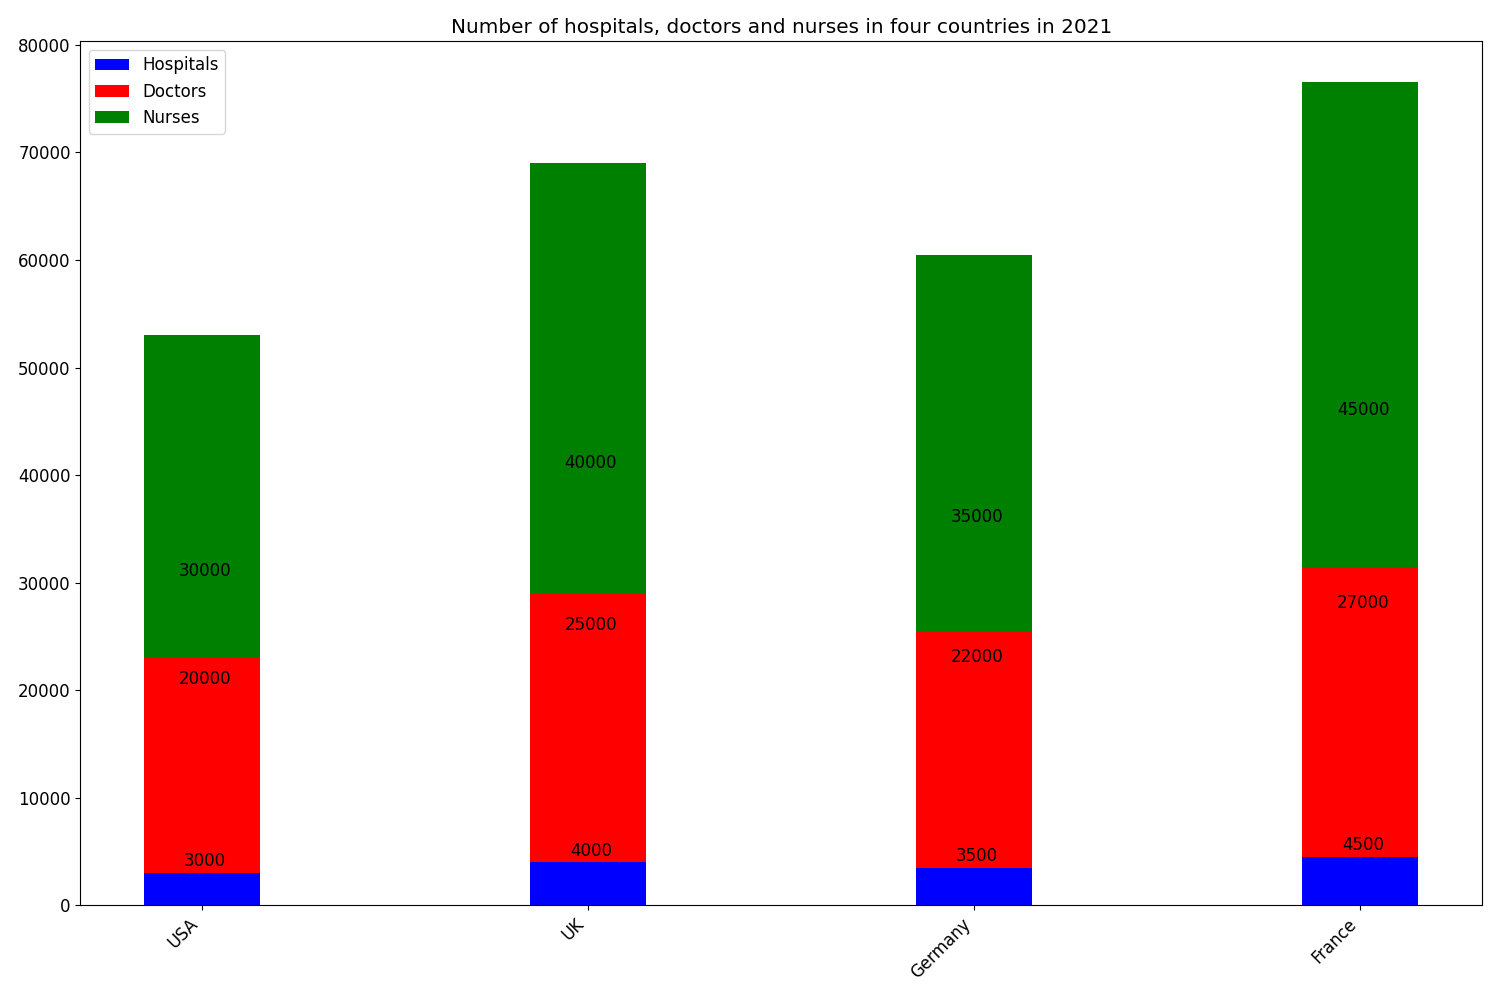 Number of hospitals, doctors and nurses in four countries in 2021
80000
70000
60000
50000
40000
30000
20000
10000
0
Hospitals
Doctors
Nurses
30000
20000
3000
40000
25000
4000
35000
22000
3500
45000
27000
4500
USA
UK
Germany
France